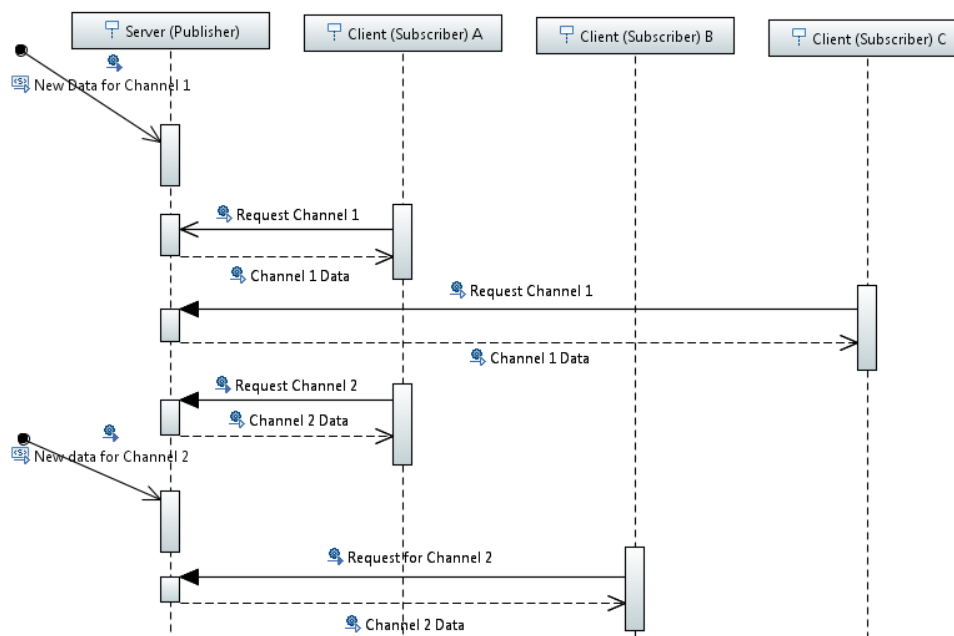 Server (Publisher)
Client (Subscriber) A
Client (Subscriber) B
Client (Subscriber) C
New Data for Channel 1
Request Channel 1
Channel 1 Data
Request Channel 1
Channel 1 Data
Request Channel 2
Channel 2 Data
New data for Channel 2
Request for Channel 2
Channel 2 Data